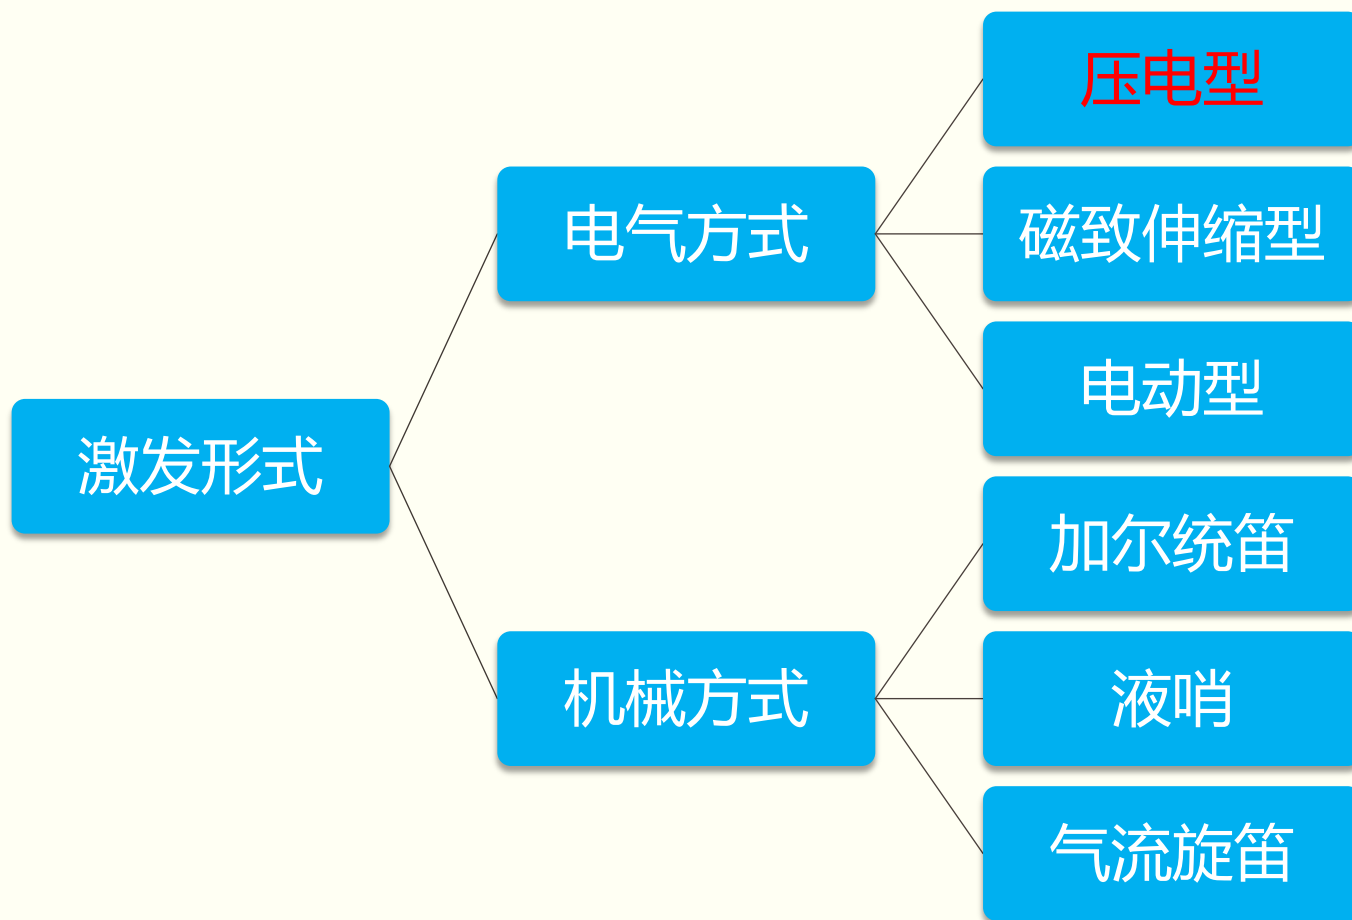 压电型
电气方式
磁致伸缩型
电动型
激发形式
加尔统笛
机械方式
液哨
气流旋笛